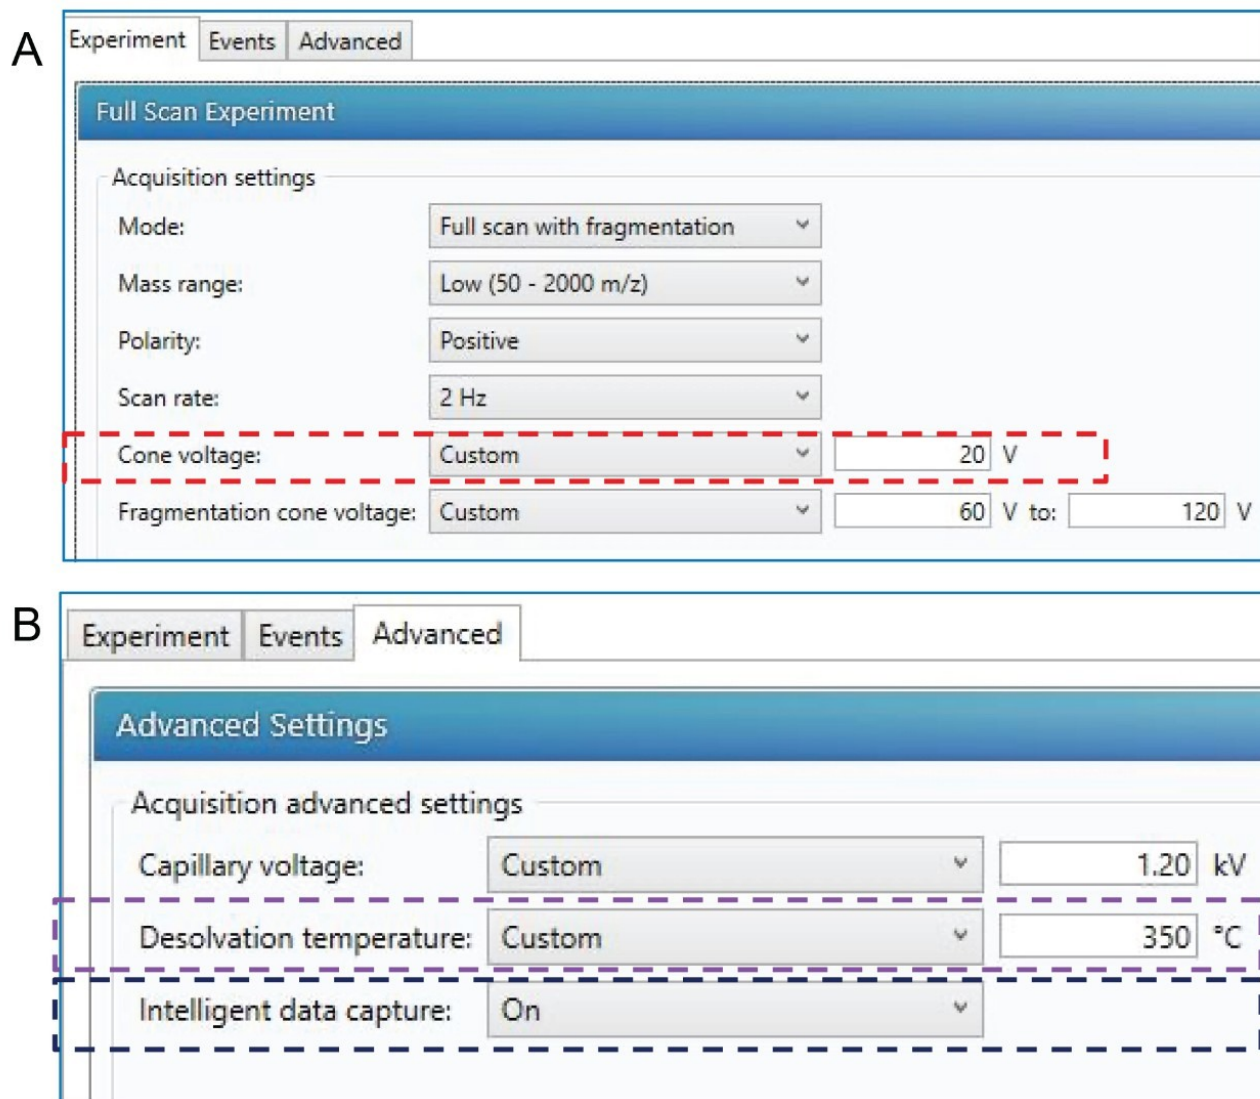 A
Experiment Events Advanced
Full Scan Experiment
Acquisition settings
Mode: Full scan with fragmentation
Mass range: Low (50 - 2000 m/z)
Polarity: Positive
Scan rate: 2 Hz
Cone voltage: Custom 20 V
Fragmentation cone voltage: Custom 60 V to: 120 V
B
Experiment Events Advanced
Advanced Settings
Acquisition advanced settings
Capillary voltage: Custom 1.20 kV
Desolvation temperature: Custom 350 °C
Intelligent data capture: On